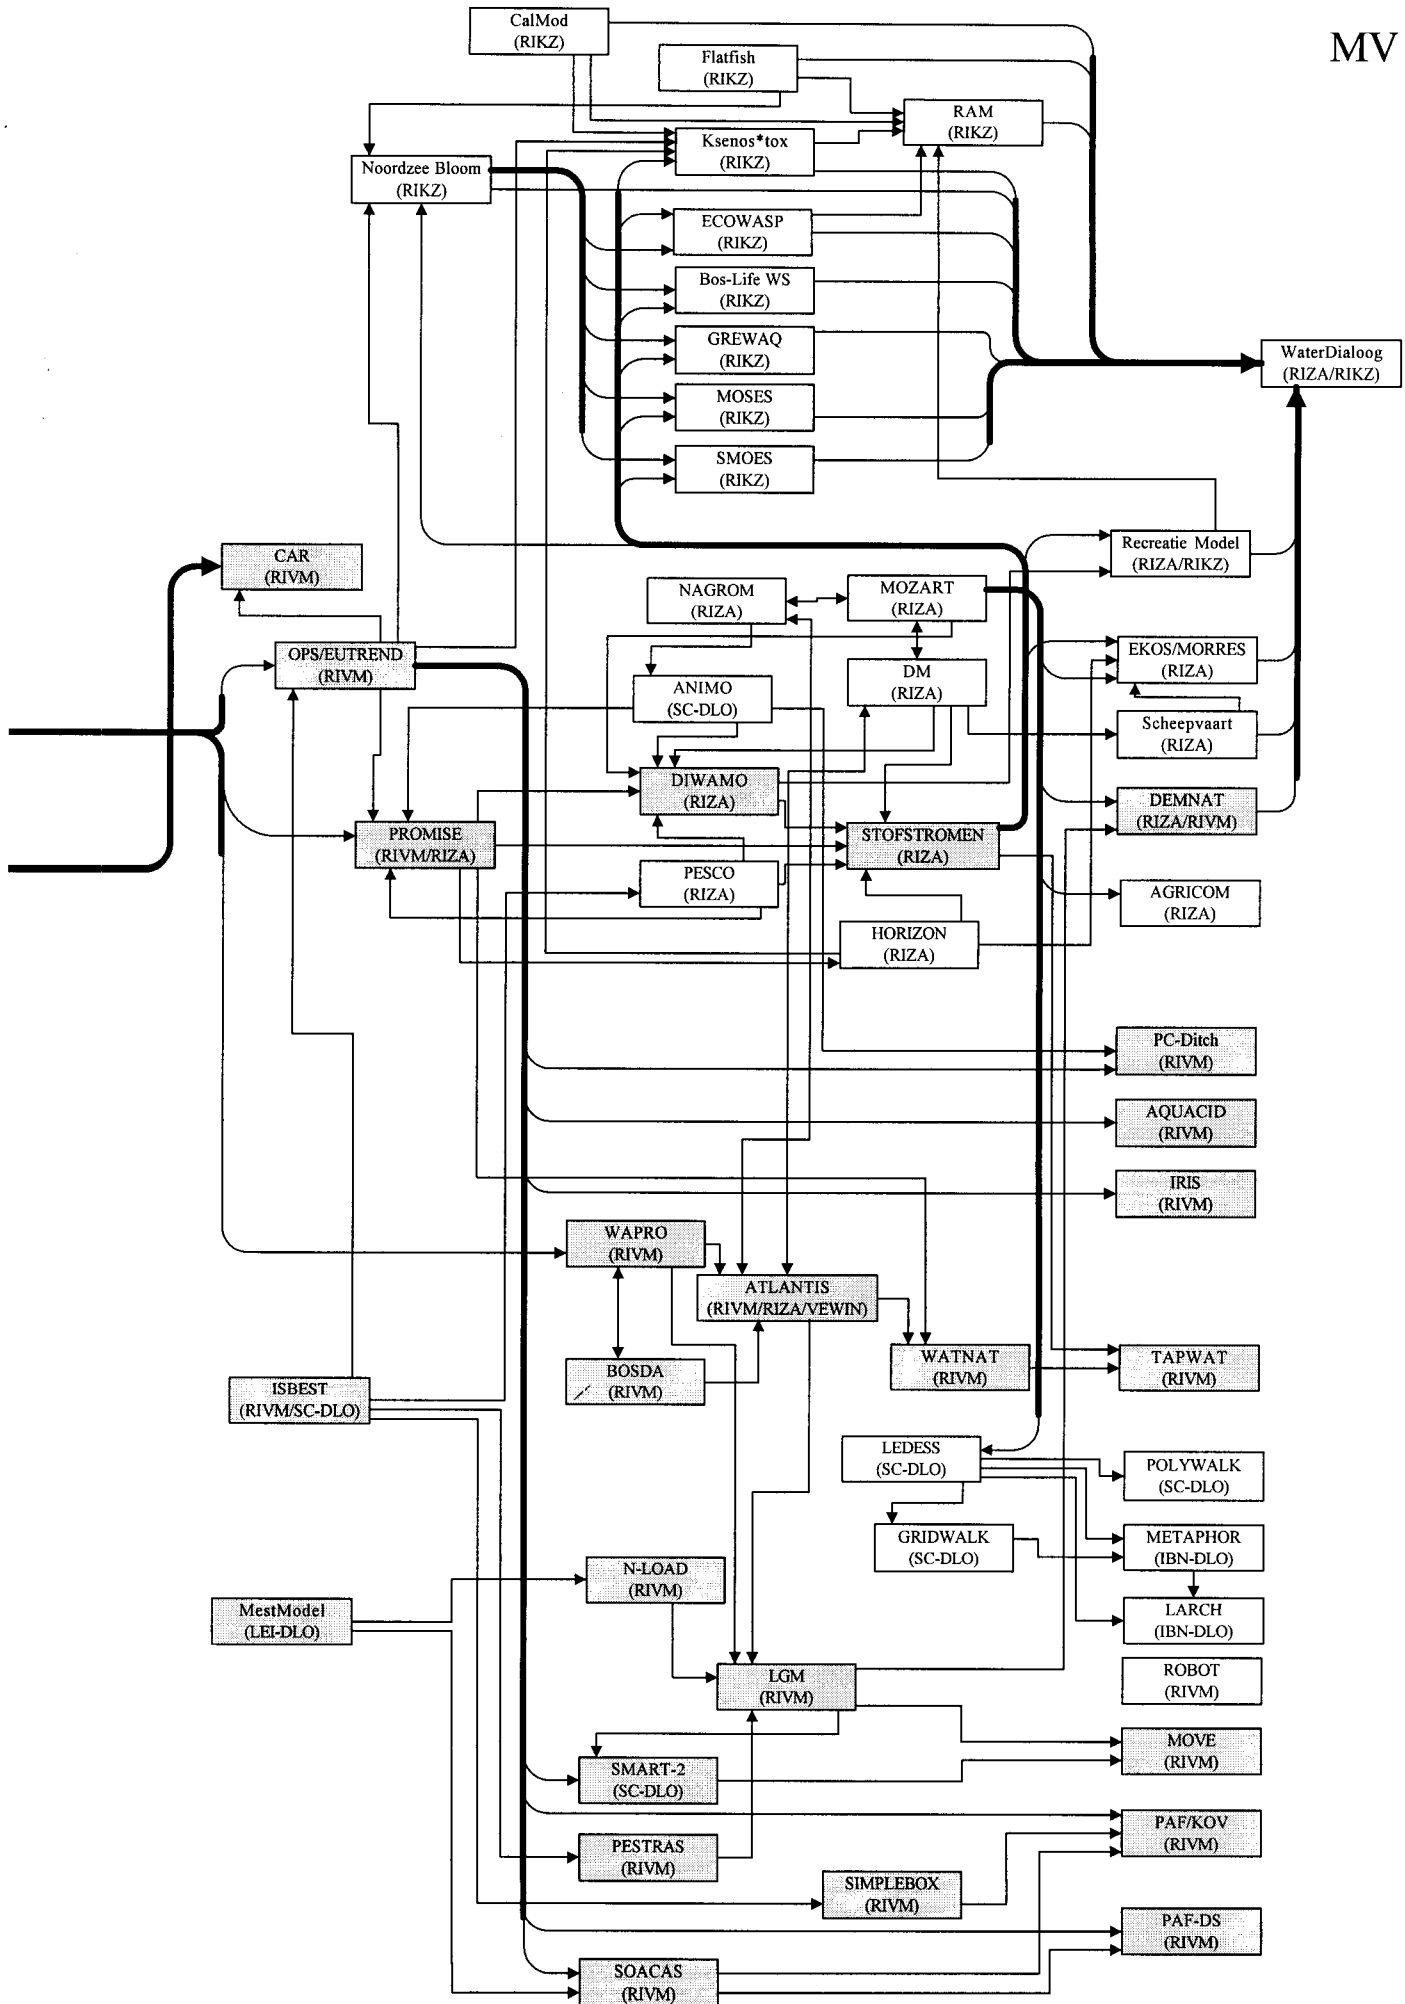 CalMod
(RIKZ)
MV
Flatfish
(RIKZ)
RAM
(RIKZ)
Ksenos*tox
(RIKZ)
Noordzee Bloom
(RIKZ)
ECOWASP
(RIKZ)
Bos-Life WS
(RIKZ)
GREWAQ
(RIKZ)
WaterDialoog
(RIZA/RIKZ)
MOSES
(RIKZ)
SMOES
(RIKZ)
Recreatie Model
(RIZA/RIKZ)
CAR
(RIVM)
NAGROM
(RIZA)
MOZART
(RIZA)
OPS/EUTREND
(RIVM)
EKOS/MORRES
(RIZA)
DM
(RIZA)
ANIMO
(SC-DLO)
Scheepvaart
(RIZA)
DIWAMO
(RIZA)
DEMNAT
(RIZA/RIVM)
PROMISE
(RIVM/RIZA)
STOFSTROMEN
(RIZA)
PESCO
(RIZA)
AGRICOM
(RIZA)
HORIZON
(RIZA)
PC-Ditch
(RIVM)
AQUACID
(RIVM)
IRIS
(RIVM)
WAPRO
(RIVM)
ATLANTIS
(RIVM/RIZA/VEWIN)
WATNAT
(RIVM)
TAPWAT
(RIVM)
BOSDA
(RIVM)
ISBEST
(RIVM/SC-DLO)
LEDESS
(SC-DLO)
POLYWALK
(SC-DLO)
GRIDWALK
(SC-DLO)
METAPHOR
(IBN-DLO)
N-LOAD
(RIVM)
MestModel
(LEI-DLO)
LARCH
(IBN-DLO)
ROBOT
(RIVM)
LGM
(RIVM)
MOVE
(RIVM)
SMART-2
(SC-DLO)
PAF/KOV
(RIVM)
PESTRAS
(RIVM)
SIMPLEBOX
(RIVM)
PAF-DS
(RIVM)
SOACAS
(RIVM)